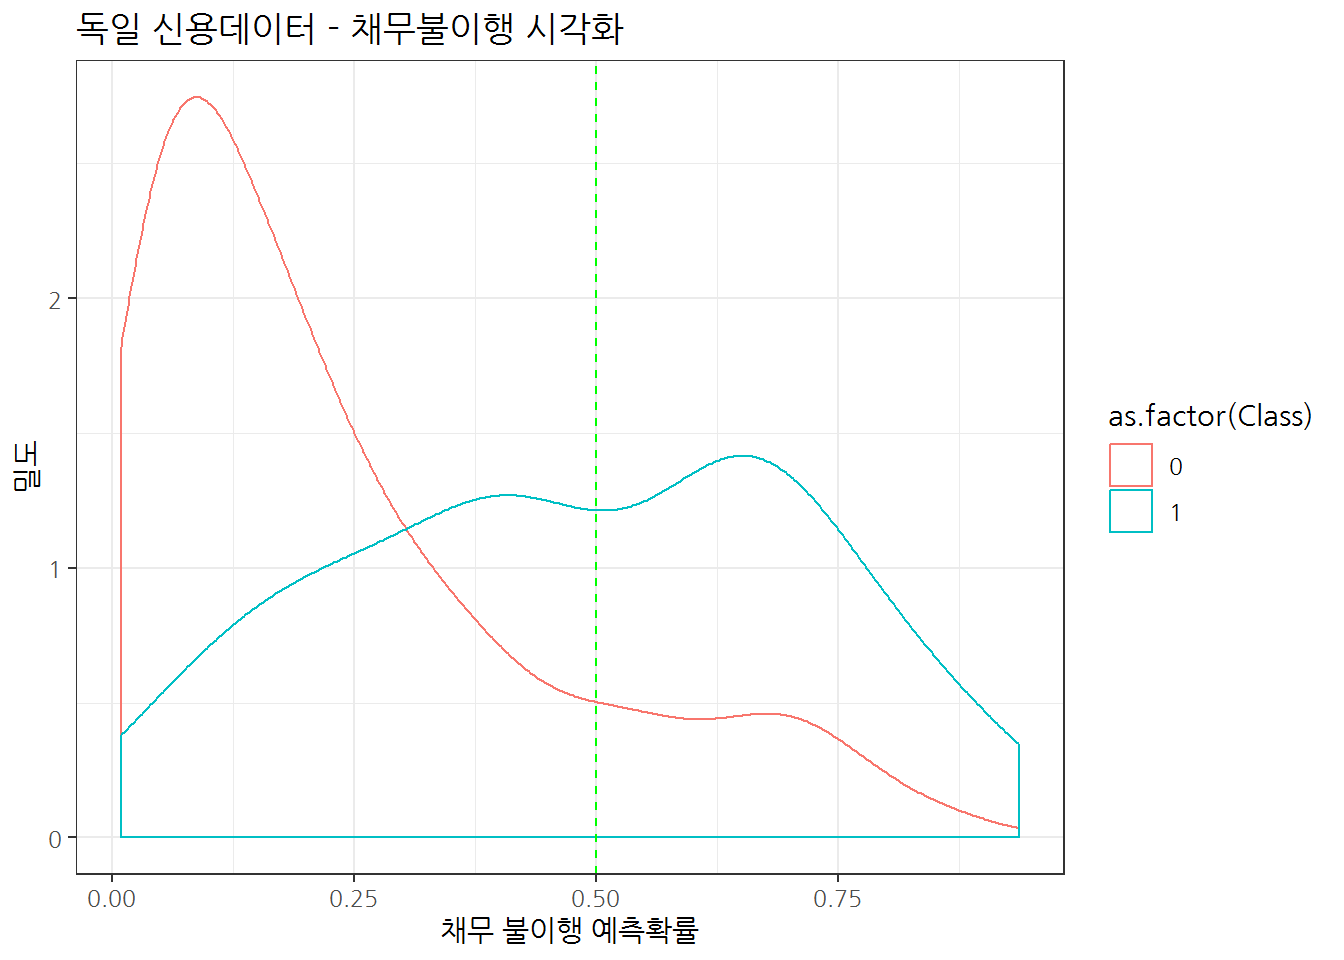 독일 신용데이터 - 채무불이행 시각화
밀도
2
1
0
0.00
0.25
0.50
0.75
채무 불이행 예측확률
as.factor(Class)
0
1